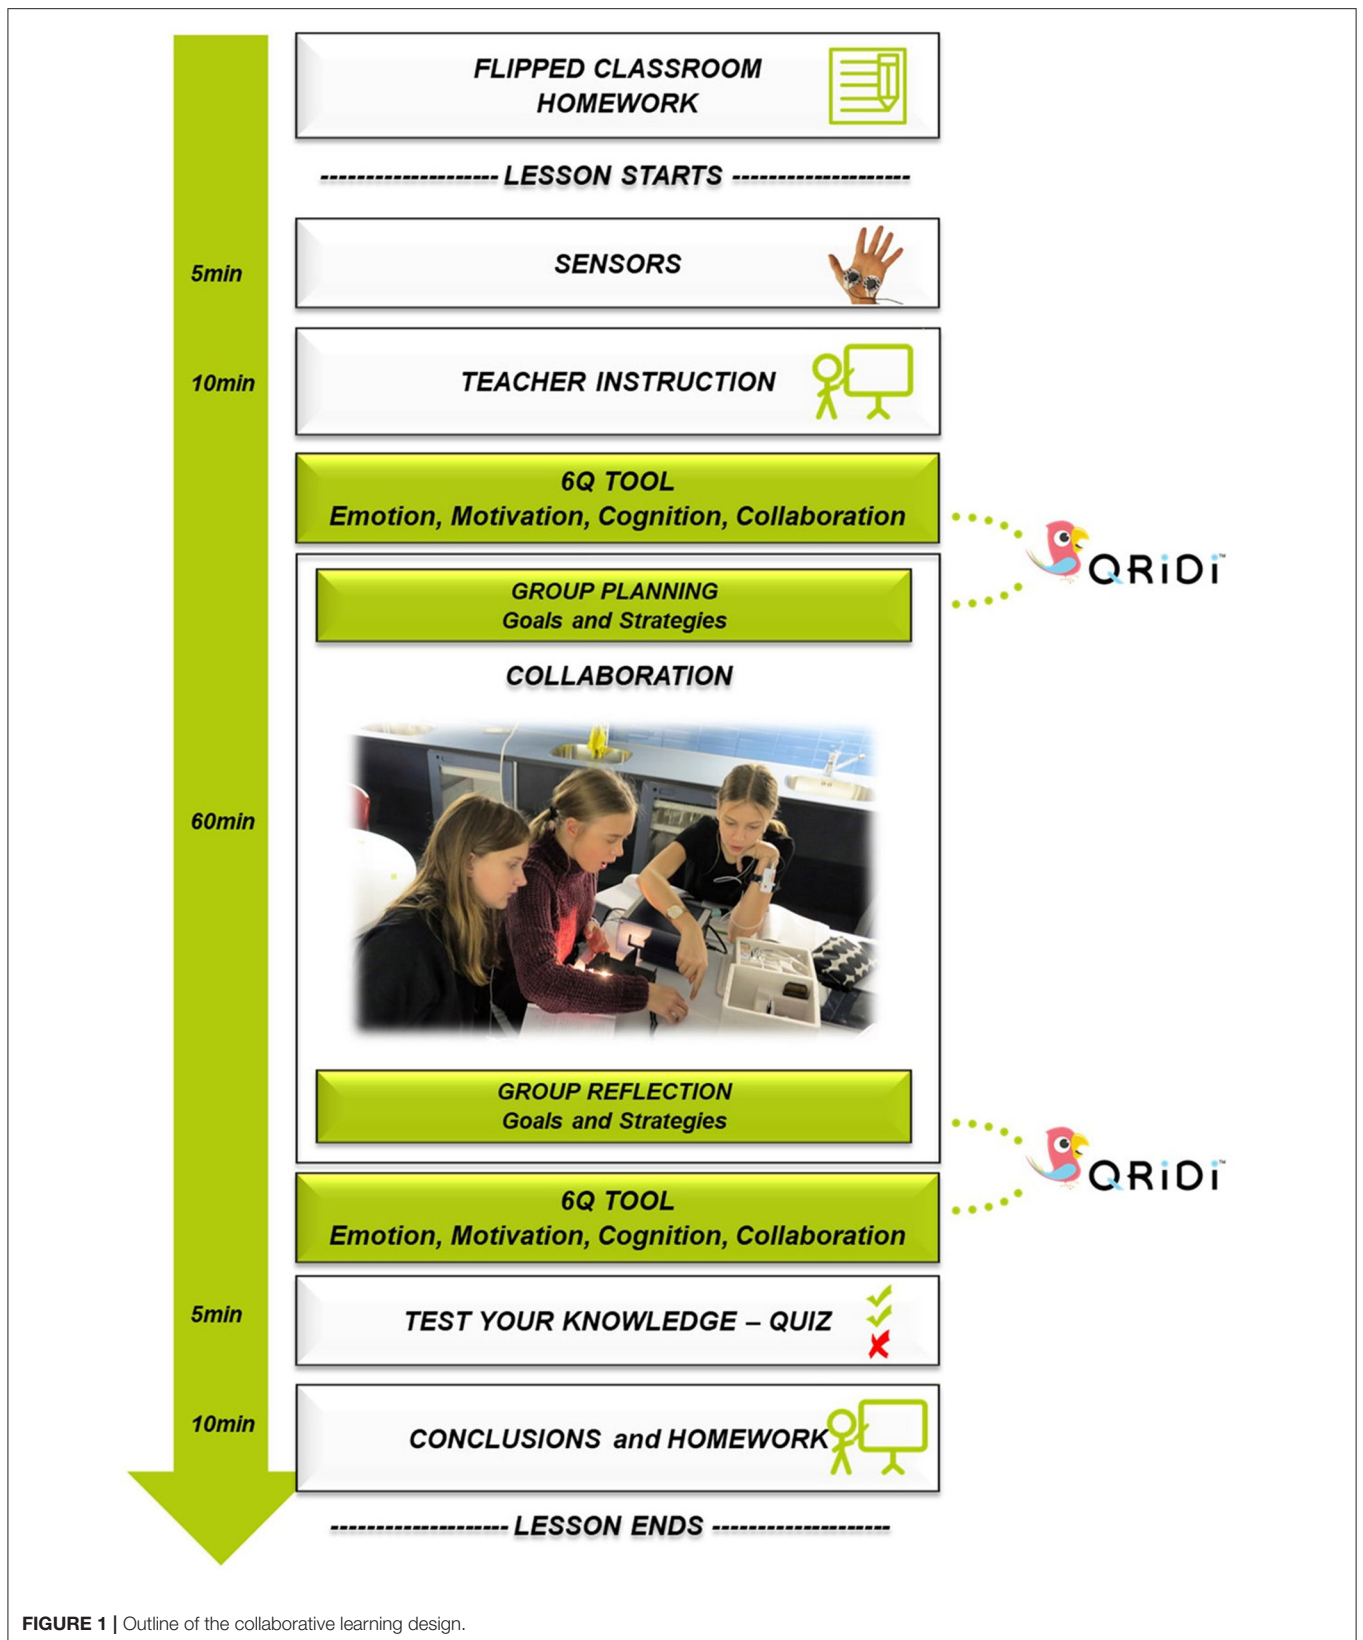 FLIPPED CLASSROOM
HOMEWORK
-------------------- LESSON STARTS --------------------
5min
SENSORS
10min
TEACHER INSTRUCTION
6Q TOOL
Emotion, Motivation, Cognition, Collaboration
QRiDi™
GROUP PLANNING
Goals and Strategies
COLLABORATION
60min
GROUP REFLECTION
Goals and Strategies
QRiDi™
6Q TOOL
Emotion, Motivation, Cognition, Collaboration
5min
TEST YOUR KNOWLEDGE – QUIZ
10min
CONCLUSIONS and HOMEWORK
-------------------- LESSON ENDS --------------------
FIGURE 1 | Outline of the collaborative learning design.